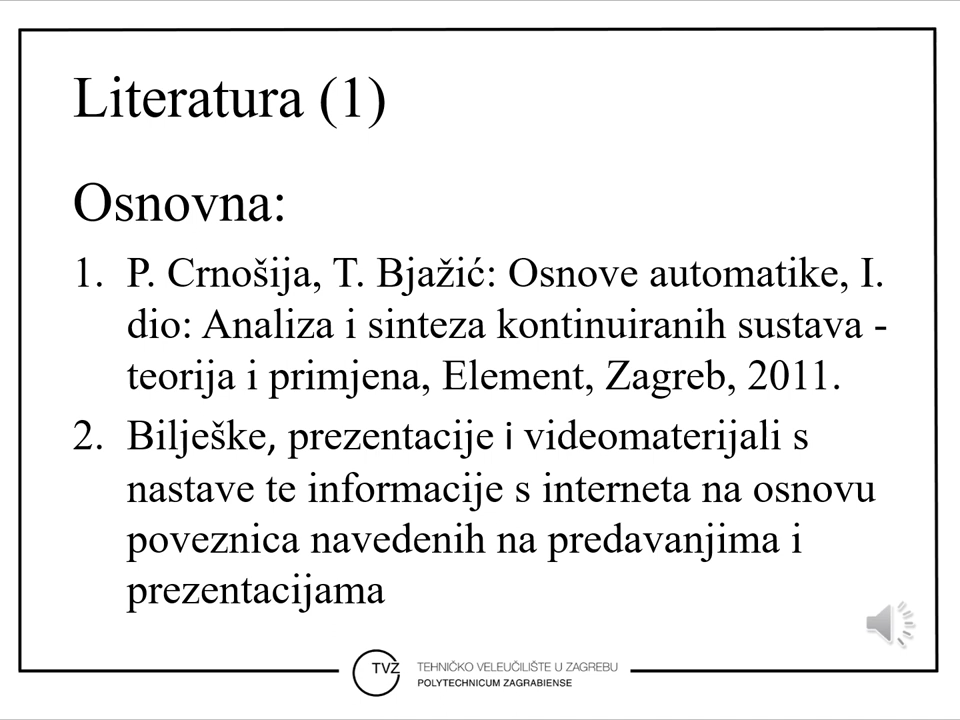 Literatura (1)
Osnovna:
1. P. Crnošija, T. Bjažić: Osnove automatike, I.
dio: Analiza i sinteza kontinuiranih sustava -
teorija i primjena, Element, Zagreb, 2011.
2. Bilješke, prezentacije i videomaterijali s
nastave te informacije s interneta na osnovu
poveznica navedenih na predavanjima i
prezentacijama
TVZ
TEHNIČKO VELEUČILIŠTE U ZAGREBU
POLYTECHNICUM ZAGRABIENSE